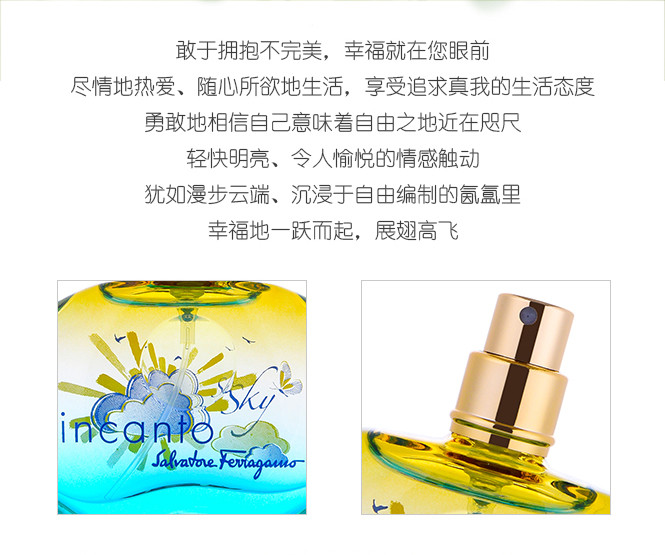 敢于拥抱不完美，幸福就在您眼前
尽情地热爱、随心所欲地生活，享受追求真我的生活态度
勇敢地相信自己意味着自由之地近在咫尺
轻快明亮、令人愉悦的情感触动
犹如漫步云端、沉浸于自由编制的氤氲里
幸福地一跃而起，展翅高飞
Sky
incanto
Salvatore Ferragamo